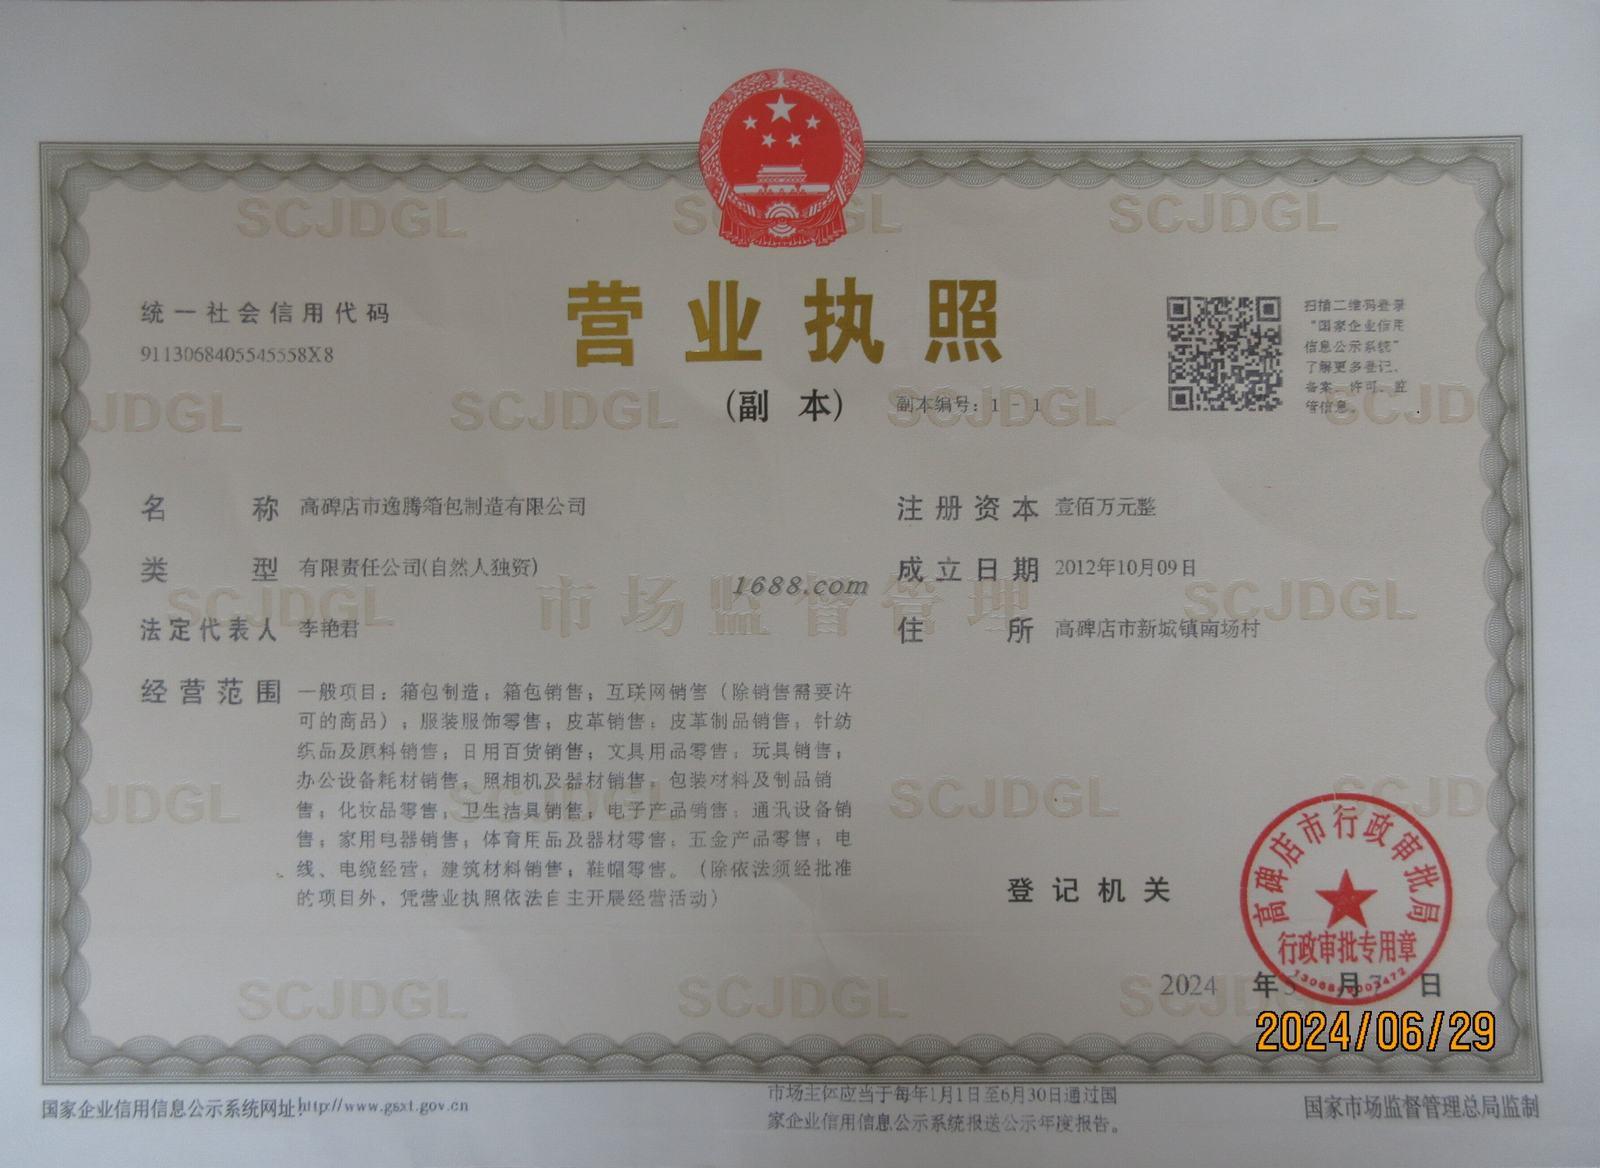 统一社会信用代码
9113068405545558X8
营业执照
(副 本)
副本编号：1 - 1
扫描二维码登录
“国家企业信用
信息公示系统”
了解更多登记、
备案、许可、监
管信息。
名 称 高碑店市逸腾箱包制造有限公司
类 型 有限责任公司(自然人独资)
法定代表人 李艳君
经营范围 一般项目：箱包制造；箱包销售；互联网销售（除销售需要许
可的商品）；服装服饰零售；皮革销售；皮革制品销售；针纺
织品及原料销售；日用百货销售；文具用品零售；玩具销售；
办公设备耗材销售；照相机及器材销售；包装材料及制品销
售；化妆品零售；卫生洁具销售；电子产品销售；通讯设备销
售；家用电器销售；体育用品及器材零售；五金产品零售；电
线、电缆经营；建筑材料销售；鞋帽零售。（除依法须经批准
的项目外，凭营业执照依法自主开展经营活动）
注册资本 壹佰万元整
成立日期 2012年10月09日
住 所 高碑店市新城镇南场村
1688.com
市场监督管理
SCJDGL
登记机关
高碑店市行政审批局
行政审批专用章
2024 年 5 月 7 日
2024/06/29
国家企业信用信息公示系统网址：http://www.gsxt.gov.cn
市场主体应当于每年1月1日至6月30日通过国
家企业信用信息公示系统报送公示年度报告。
国家市场监督管理总局监制